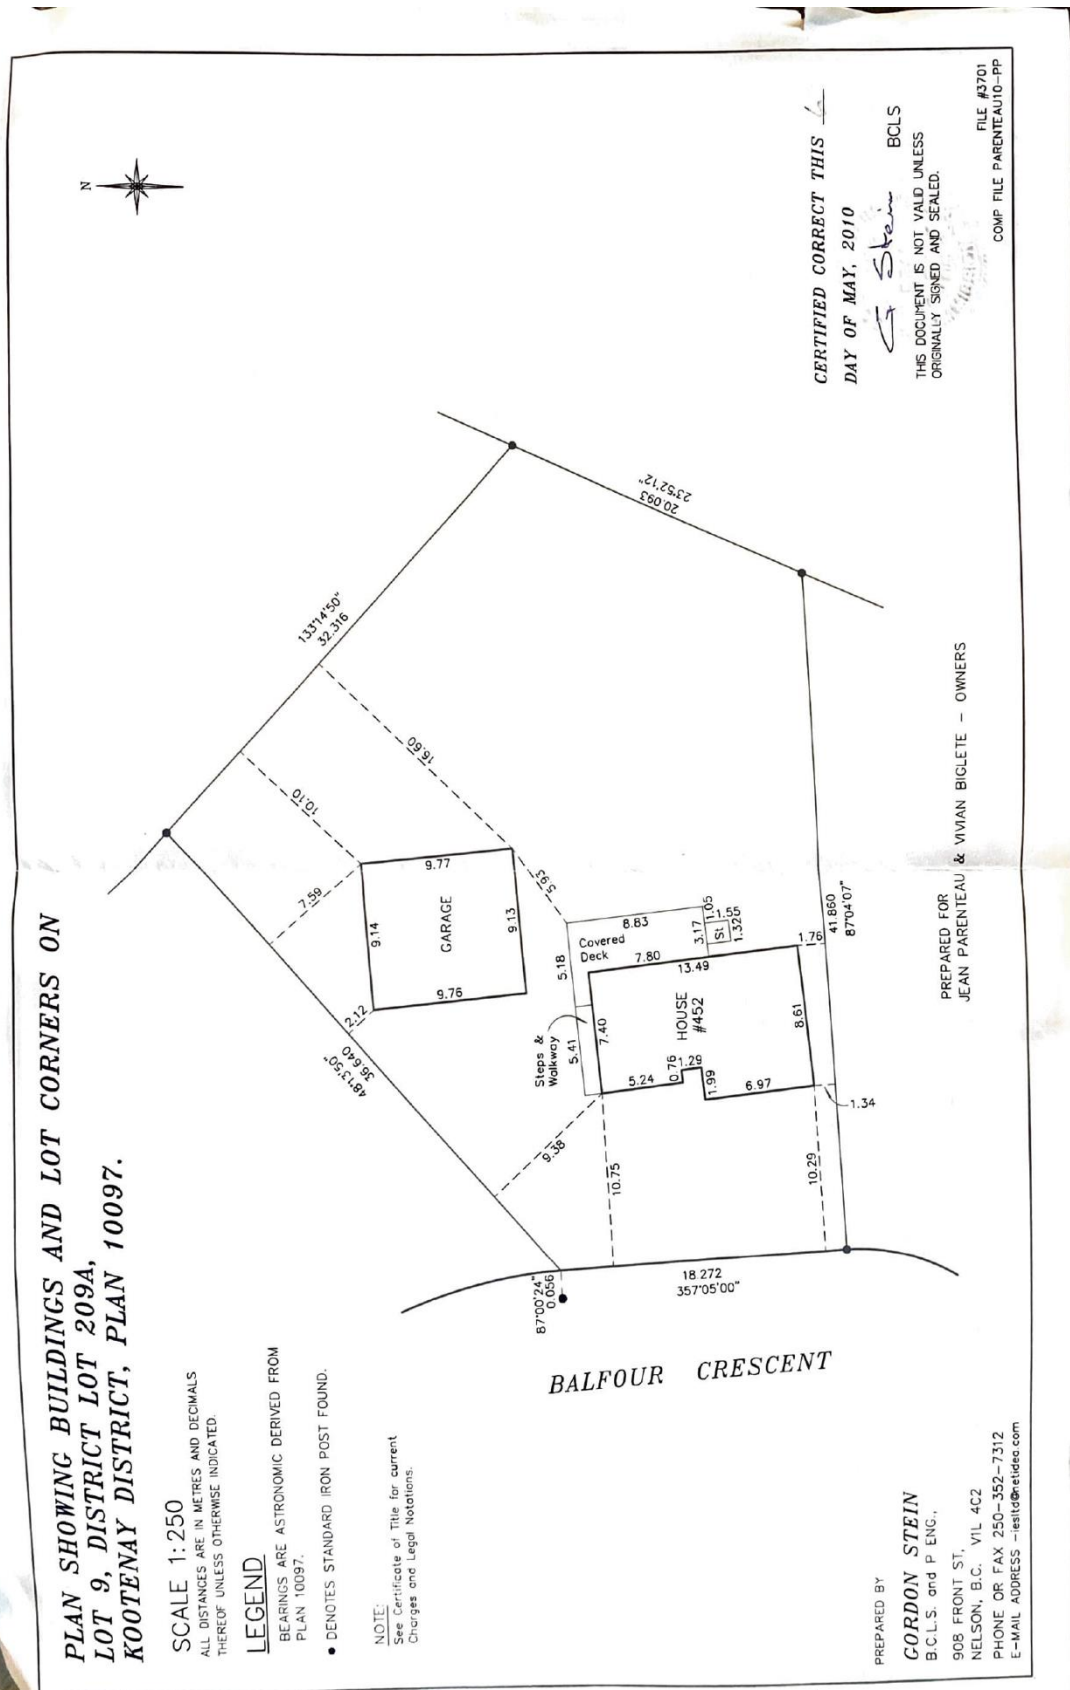 PLAN SHOWING BUILDINGS AND LOT CORNERS ON
LOT 9, DISTRICT LOT 209A,
KOOTENAY DISTRICT, PLAN 10097.
SCALE 1:250
ALL DISTANCES ARE IN METRES AND DECIMALS
THEREOF UNLESS OTHERWISE INDICATED.
LEGEND
BEARINGS ARE ASTRONOMIC DERIVED FROM
PLAN 10097.
● DENOTES STANDARD IRON POST FOUND.
NOTE:
See Certificate of Title for current
Charges and Legal Notations.
N
133°14'50"
32.316
10.10
7.59
16.60
2.12
48°13'50"
36.640
9.14
9.77
GARAGE
9.76
9.13
5.93
23°52'12"
20.093
5.18
Covered
Deck
8.83
Steps &
Walkway
5.41
7.40
7.80
13.49
3.17
1.05
St
1.55
1.32
HOUSE
#452
5.24
0.76
1.29
1.99
6.97
8.61
1.76
1.34
9.38
10.75
10.29
41.860
87°04'07"
87°00'24"
0.056
18.272
357°05'00"
BALFOUR CRESCENT
PREPARED BY
GORDON STEIN
B.C.L.S. and P ENG.,
908 FRONT ST,
NELSON, B.C. V1L 4C2
PHONE OR FAX 250-352-7312
E-MAIL ADDRESS -iesltd@netidea.com
PREPARED FOR
JEAN PARENTEAU & VIVIAN BIGLETE - OWNERS
CERTIFIED CORRECT THIS 6
DAY OF MAY, 2010
G Stein BCLS
THIS DOCUMENT IS NOT VALID UNLESS
ORIGINALLY SIGNED AND SEALED.
FILE #3701
COMP FILE PARENTEAU10-PP